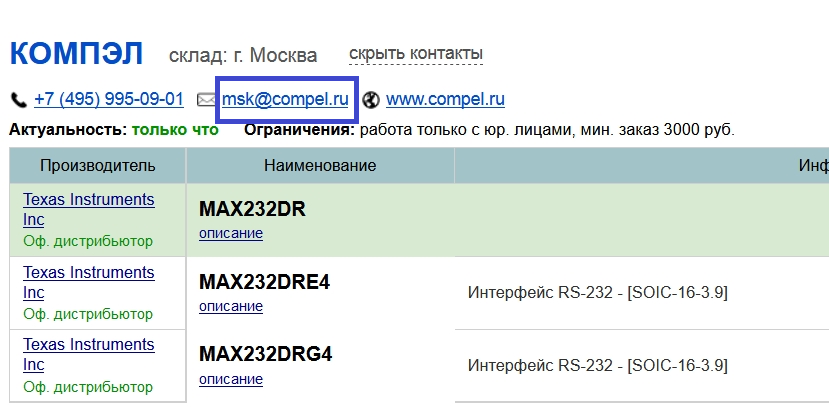 КОМПЭЛ склад: г. Москва скрыть контакты
+7 (495) 995-09-01 msk@compel.ru www.compel.ru
Актуальность: только что Ограничения: работа только с юр. лицами, мин. заказ 3000 руб.
Производитель Наименование Инф
Texas Instruments Inc
Оф. дистрибьютор
MAX232DR
описание
Texas Instruments Inc
Оф. дистрибьютор
MAX232DRE4
описание
Интерфейс RS-232 - [SOIC-16-3.9]
Texas Instruments Inc
Оф. дистрибьютор
MAX232DRG4
описание
Интерфейс RS-232 - [SOIC-16-3.9]